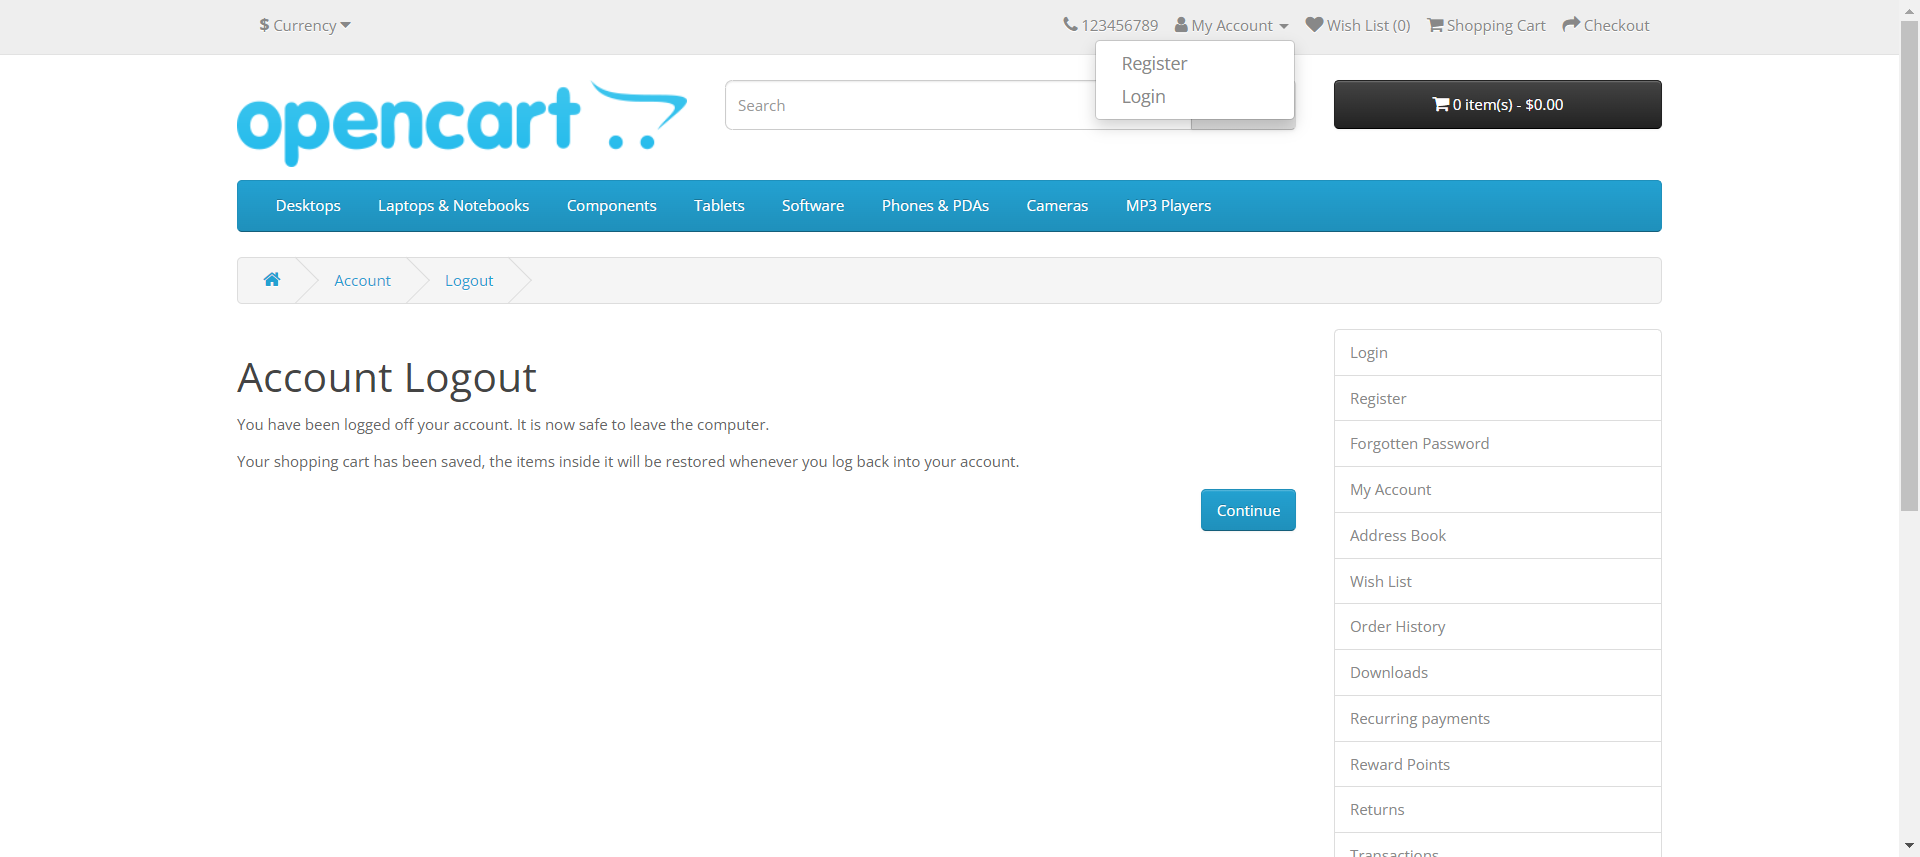 $ Currency
123456789 My Account Wish List (0) Shopping Cart Checkout
Register
Login
opencart
Search
0 item(s) - $0.00
Desktops Laptops & Notebooks Components Tablets Software Phones & PDAs Cameras MP3 Players
Account Logout
Account Logout
You have been logged off your account. It is now safe to leave the computer.
Your shopping cart has been saved, the items inside it will be restored whenever you log back into your account.
Continue
Login
Register
Forgotten Password
My Account
Address Book
Wish List
Order History
Downloads
Recurring payments
Reward Points
Returns
Transactions